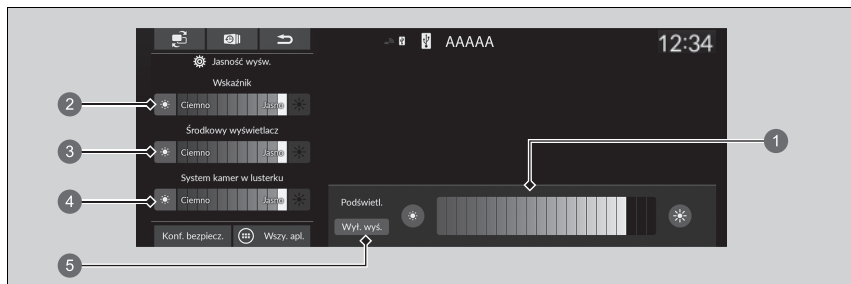 AAAAA 12:34
Jasność wyśw.
Wskaźnik
2
Ciemno Jasno
Środkowy wyświetlacz
1
3
Ciemno Jasno
System kamer w lusterku
4
Ciemno Jasno
Podświetl.
Wył. wyś.
Konf. bezpiecz. Wszy. apl.
5